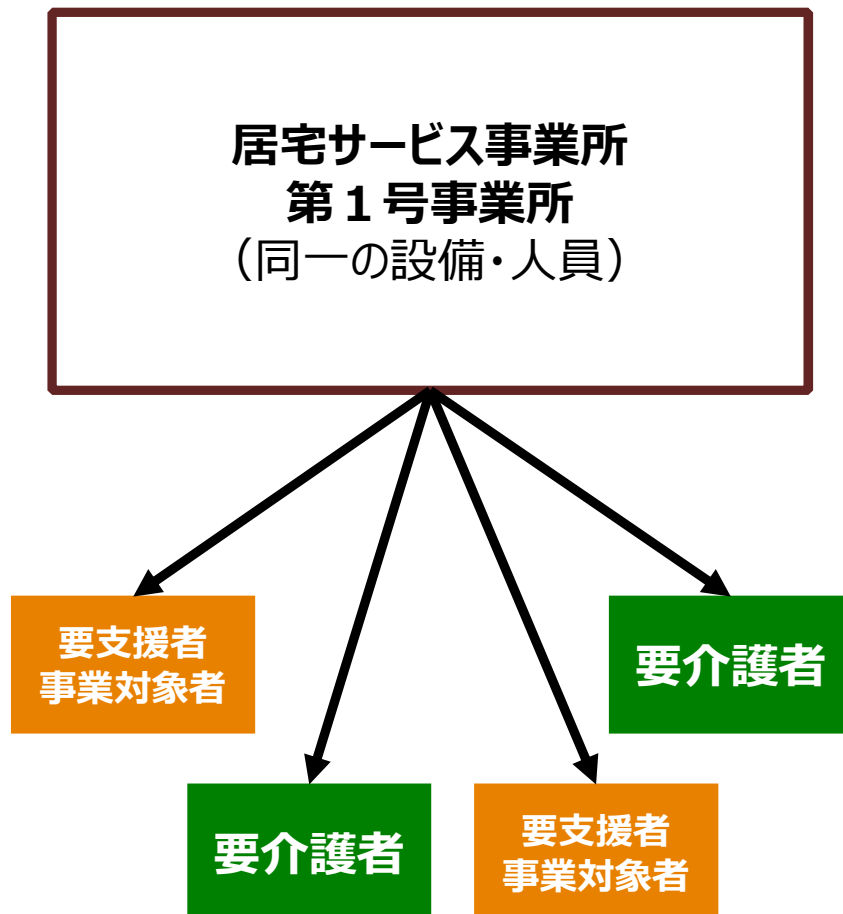 居宅サービス事業所
第１号事業所
（同一の設備・人員）
要支援者
事業対象者
要介護者
要介護者
要支援者
事業対象者